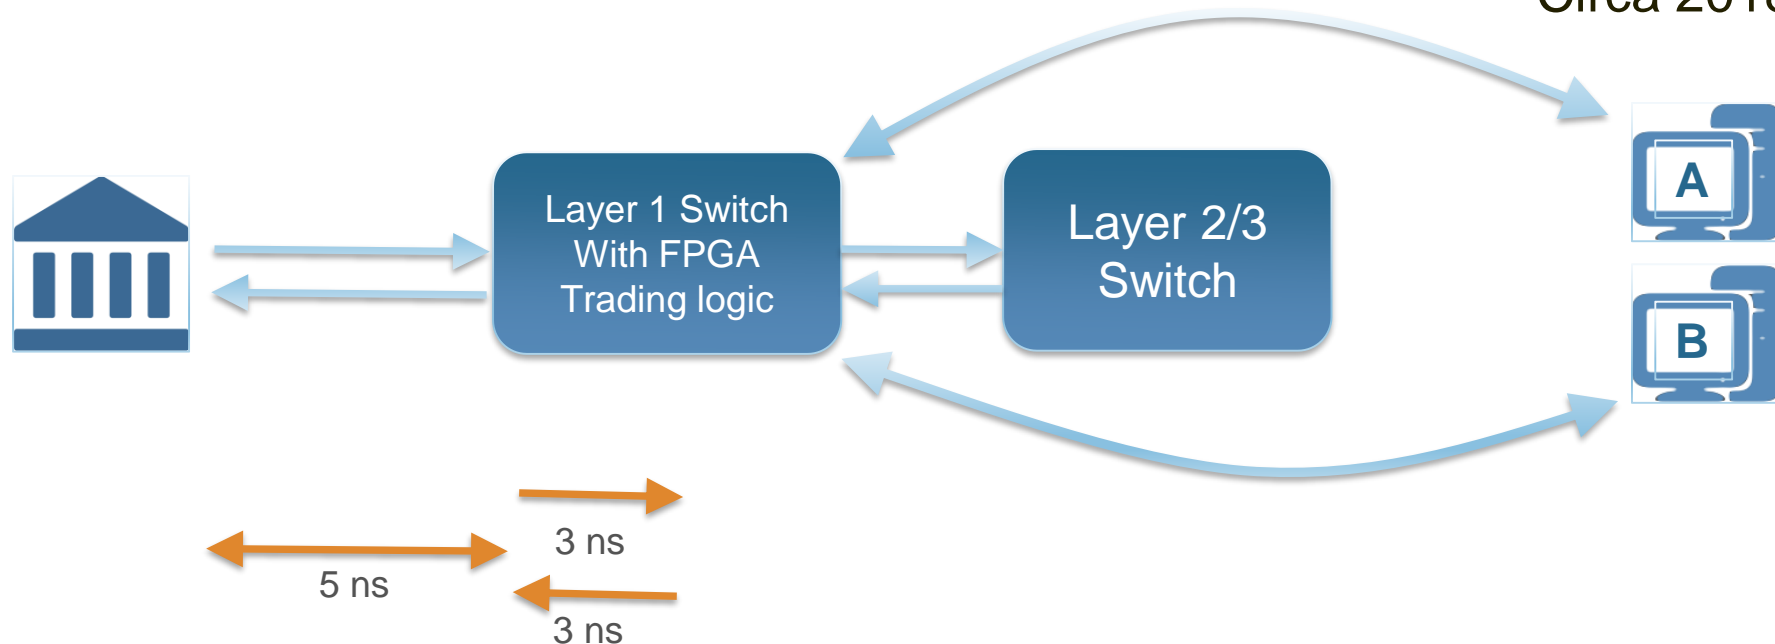 Layer 1 Switch
With FPGA
Trading logic
Layer 2/3
Switch
A
B
3 ns
5 ns
3 ns